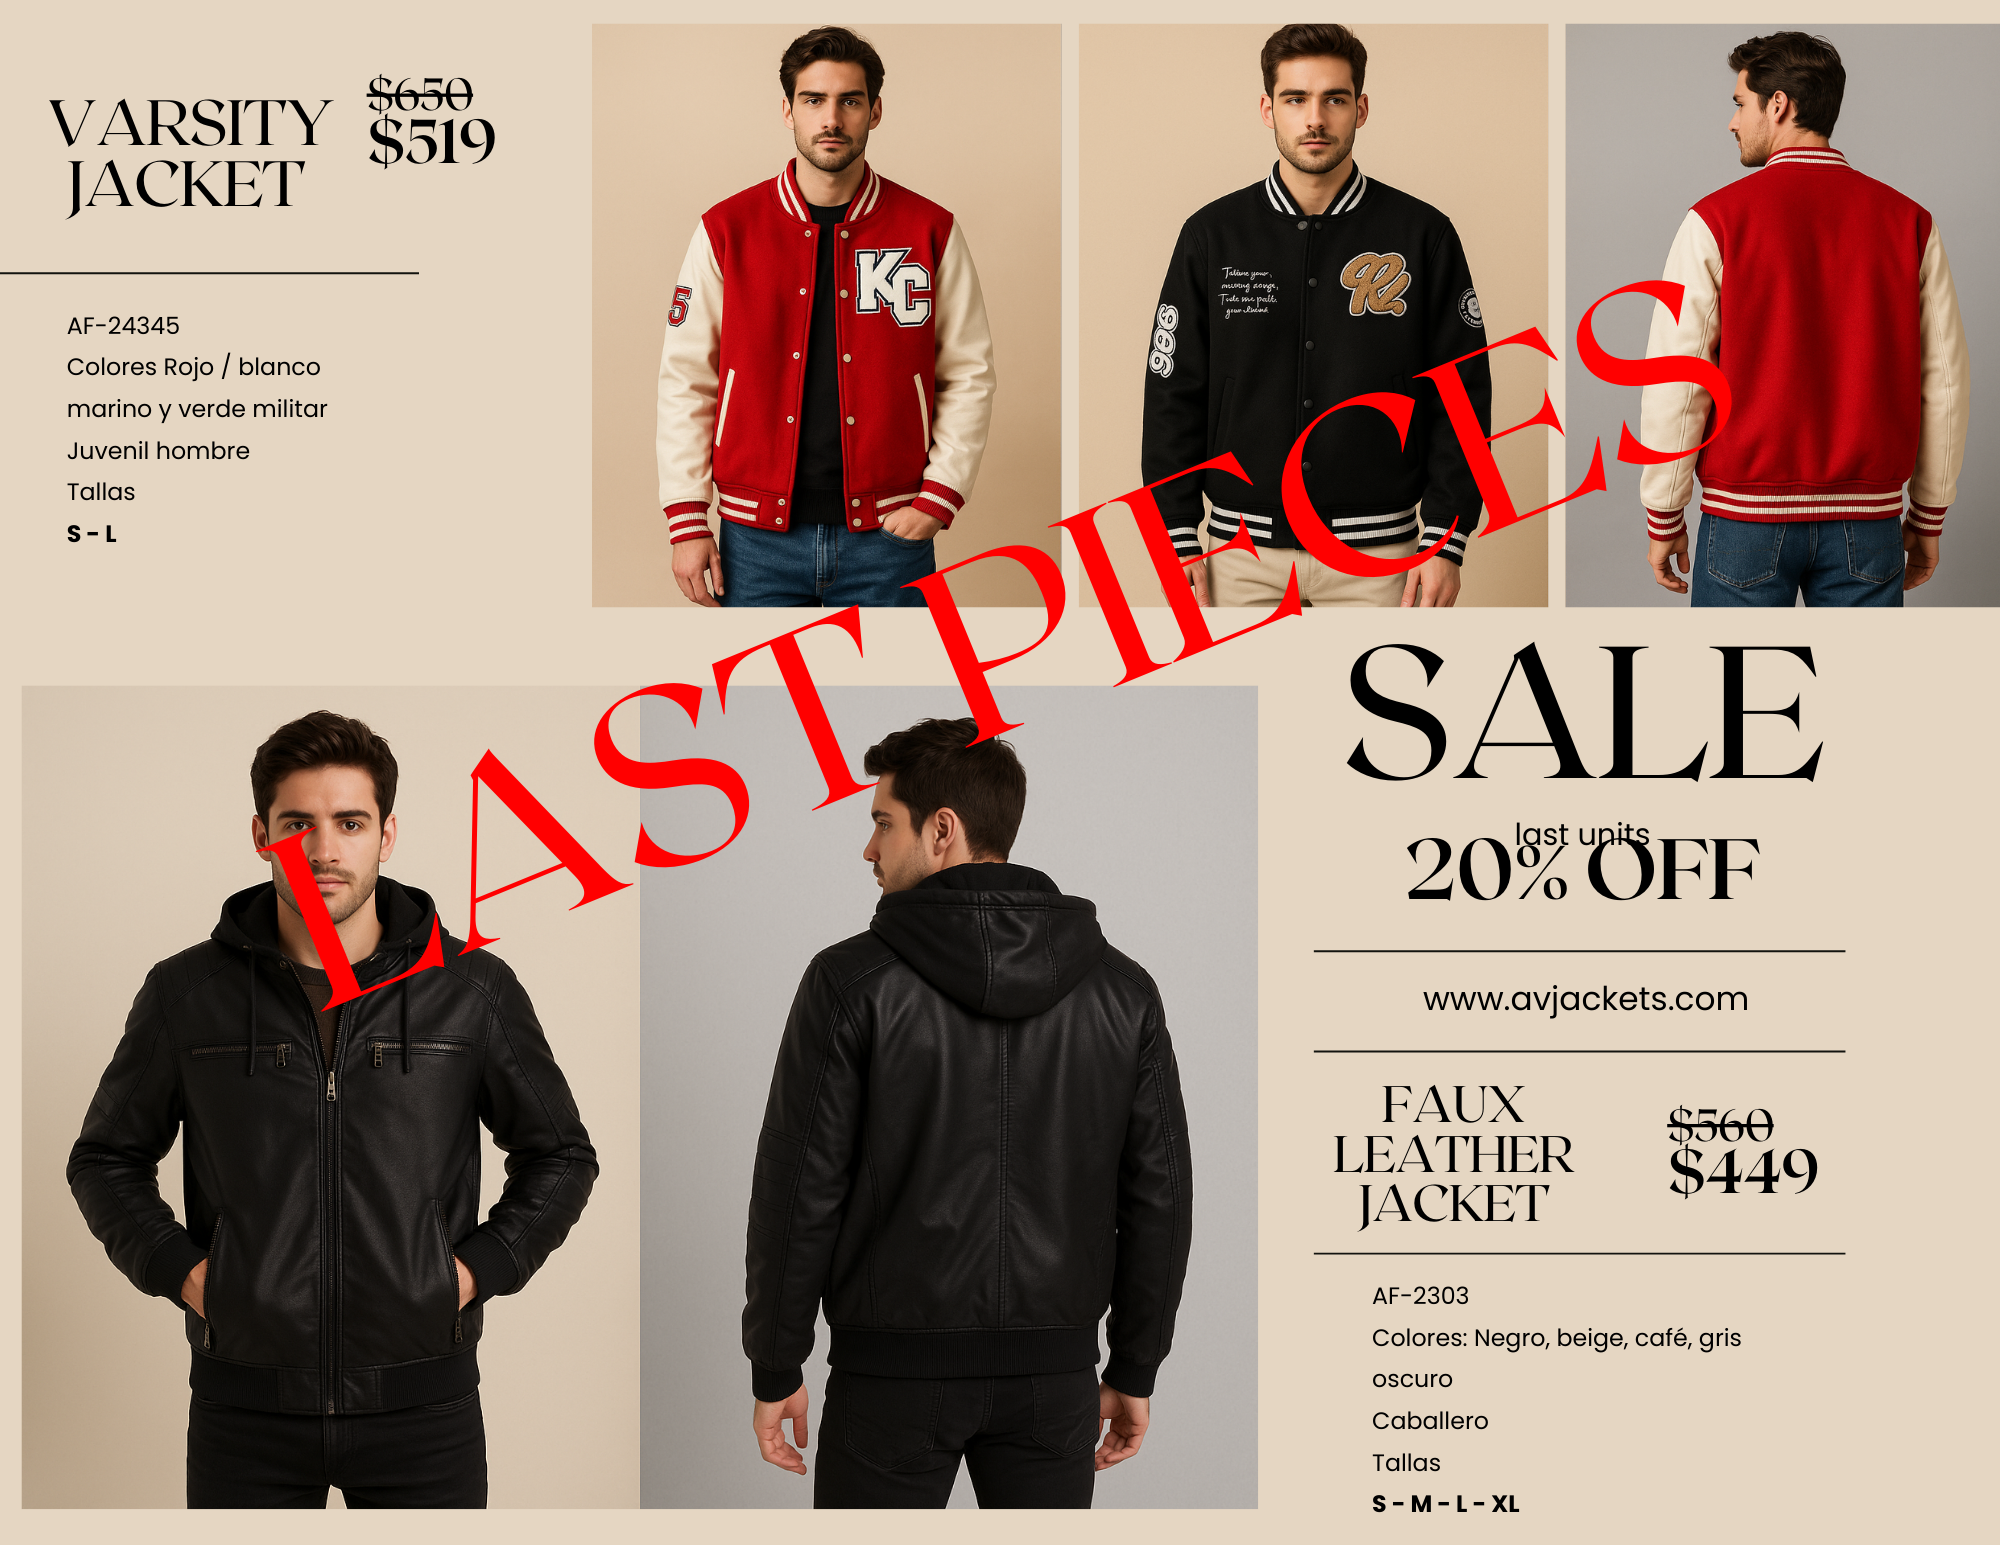 VARSITY
JACKET
$650
$519
AF-24345
Colores Rojo / blanco
marino y verde militar
Juvenil hombre
Tallas
S - L
5
KC
986
R
LAST PIECES
SALE
last units
20% OFF
www.avjackets.com
FAUX
LEATHER
JACKET
$560
$449
AF-2303
Colores: Negro, beige, café, gris
oscuro
Caballero
Tallas
S - M - L - XL